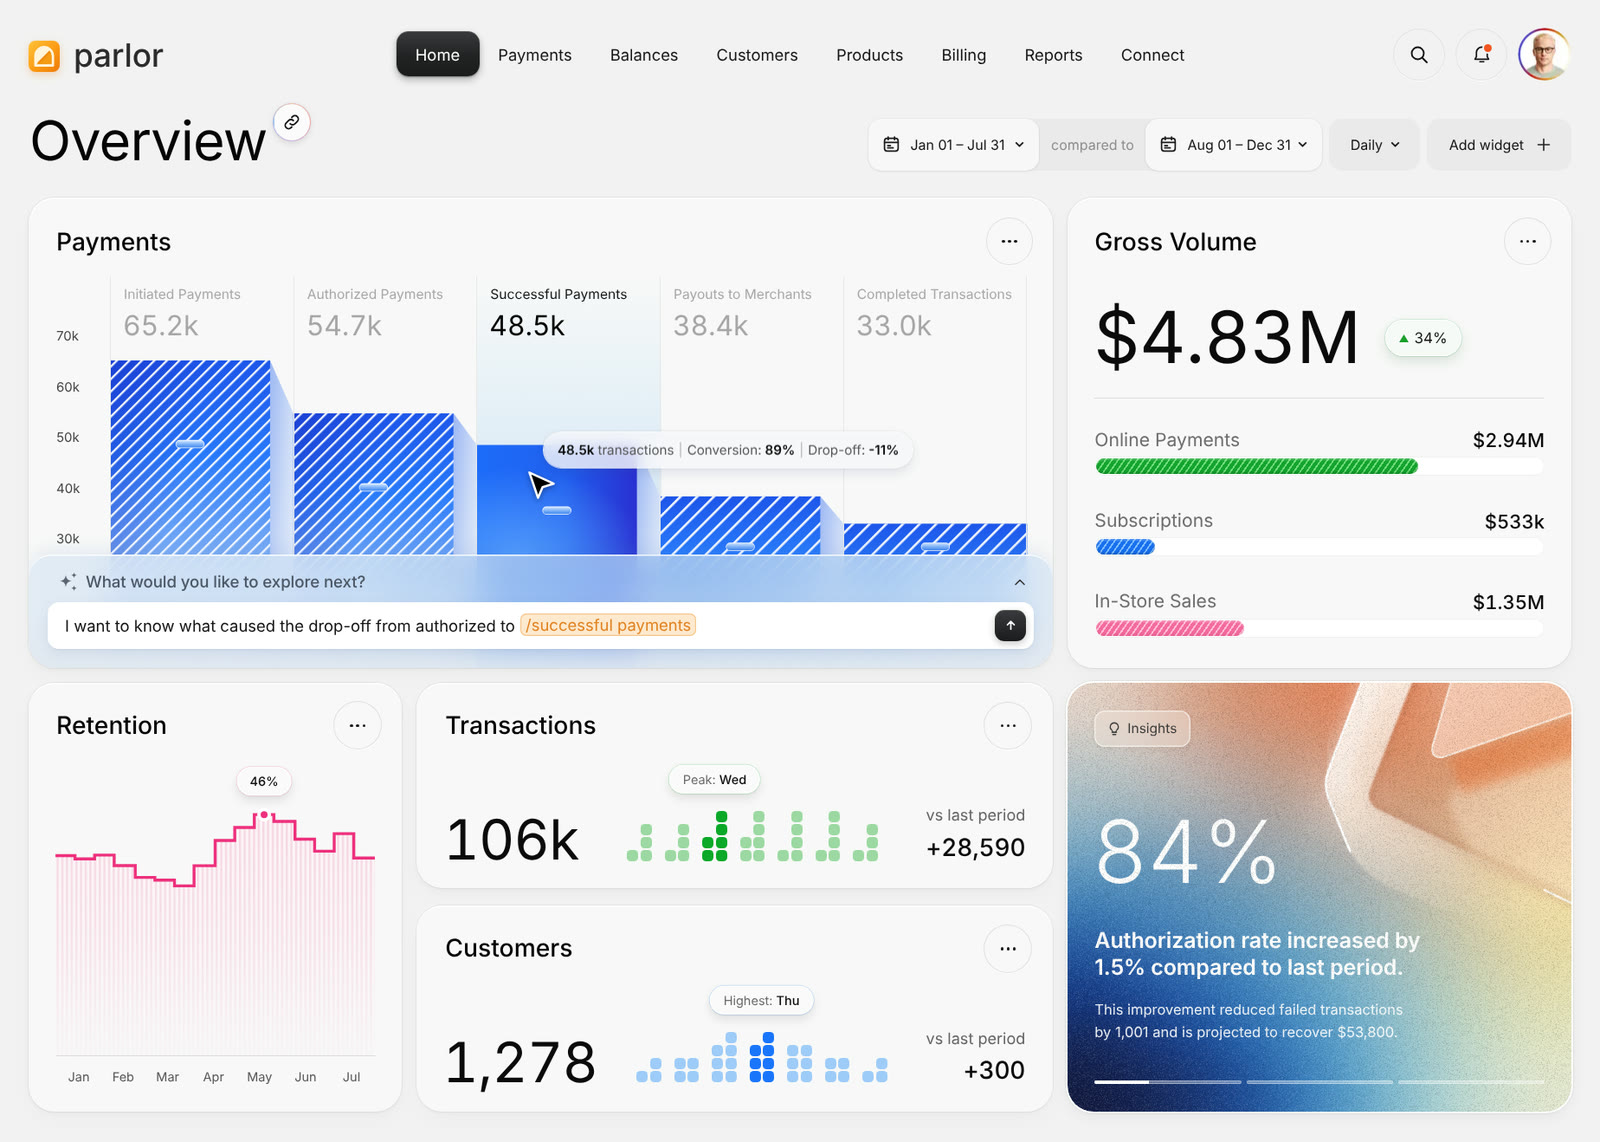 parlor
Home
Payments
Balances
Customers
Products
Billing
Reports
Connect
Overview
Jan 01 – Jul 31
compared to
Aug 01 – Dec 31
Daily
Add widget
Payments
Initiated Payments
65.2k
Authorized Payments
54.7k
Successful Payments
48.5k
Payouts to Merchants
38.4k
Completed Transactions
33.0k
70k
60k
50k
40k
30k
48.5k transactions | Conversion: 89% | Drop-off: -11%
What would you like to explore next?
I want to know what caused the drop-off from authorized to /successful payments
Gross Volume
$4.83M
34%
Online Payments
$2.94M
Subscriptions
$533k
In-Store Sales
$1.35M
Retention
46%
Jan Feb Mar Apr May Jun Jul
Transactions
Peak: Wed
106k
vs last period
+28,590
Customers
Highest: Thu
1,278
vs last period
+300
Insights
84%
Authorization rate increased by
1.5% compared to last period.
This improvement reduced failed transactions
by 1,001 and is projected to recover $53,800.